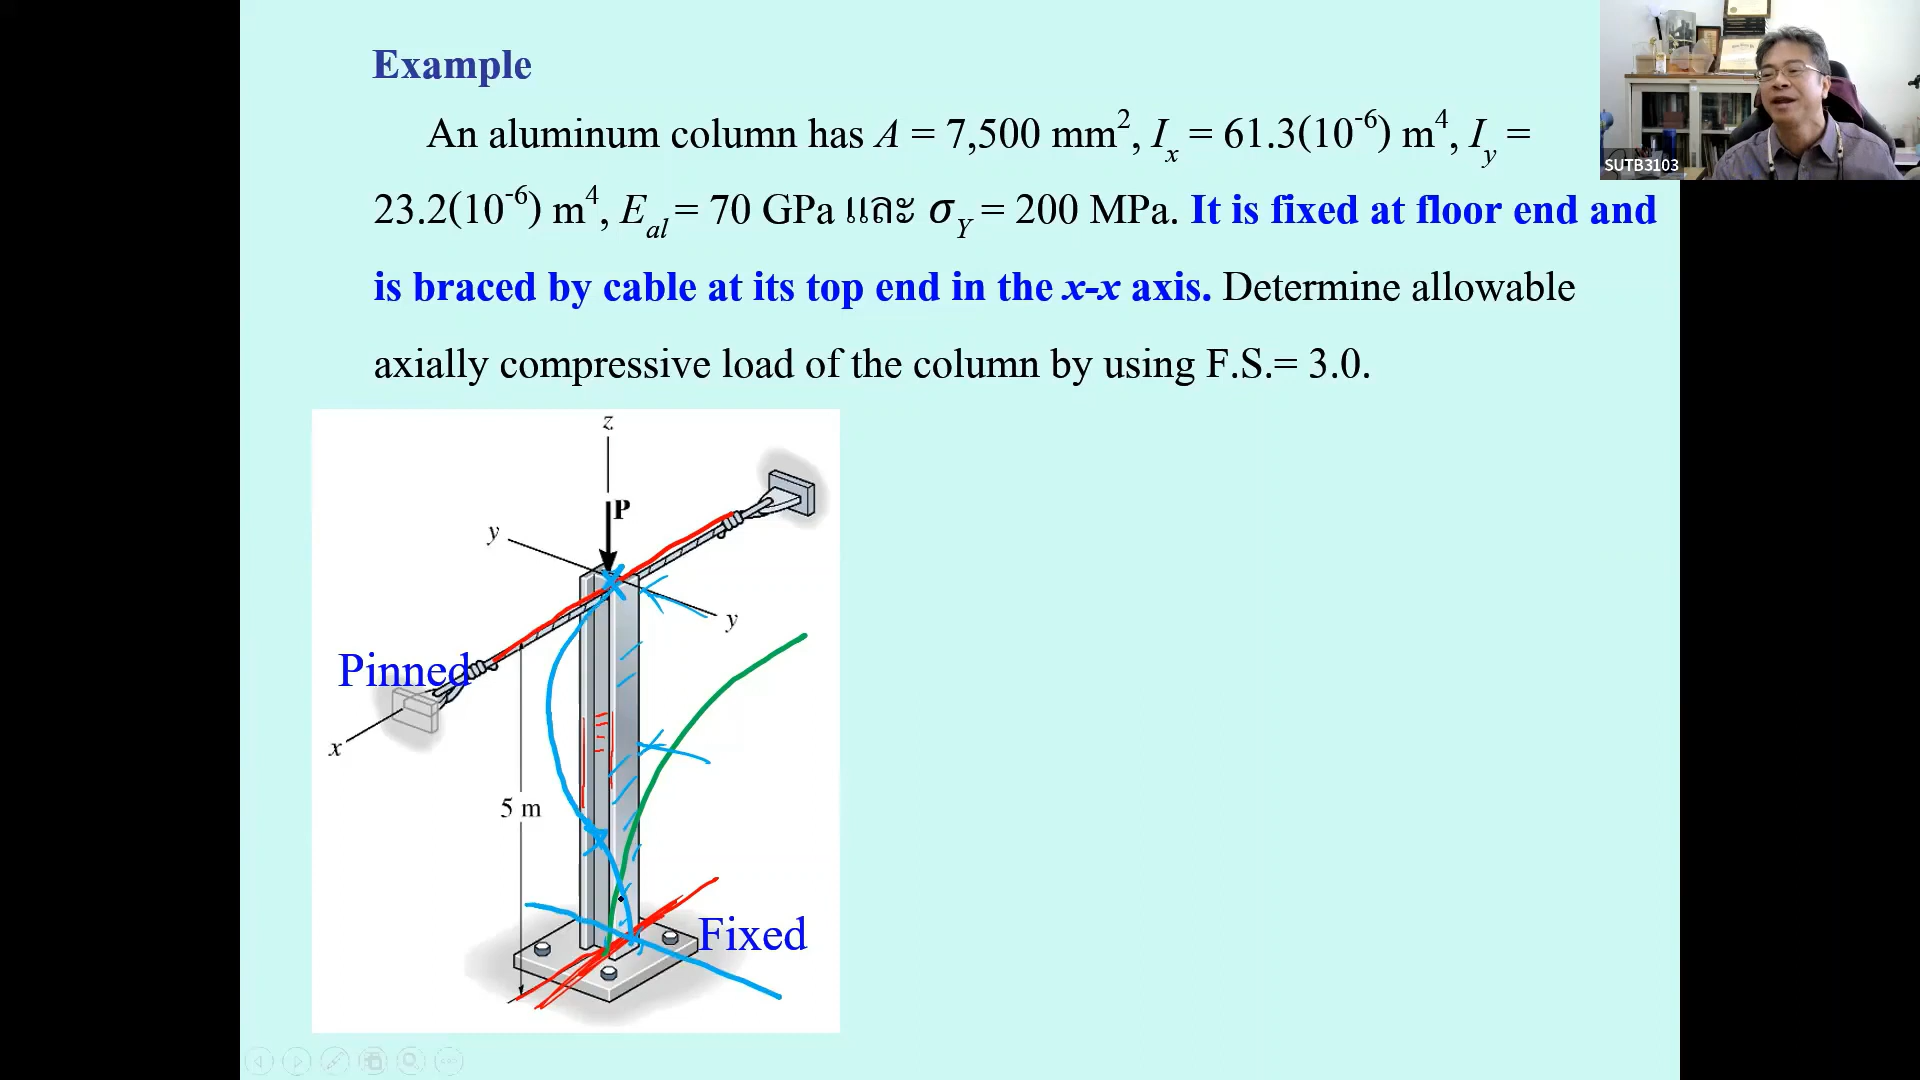 Example
An aluminum column has A = 7,500 mm², Iₓ = 61.3(10⁻⁶) m⁴, I_y =
23.2(10⁻⁶) m⁴, E_al = 70 GPa และ σ_Y = 200 MPa. It is fixed at floor end and
is braced by cable at its top end in the x-x axis. Determine allowable
axially compressive load of the column by using F.S.= 3.0.
SUTB3103
z
P
y
y
Pinned
x
5 m
Fixed